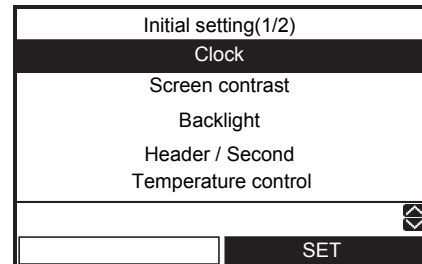 Initial setting(1/2)
Clock
Screen contrast
Backlight
Header / Second
Temperature control
SET